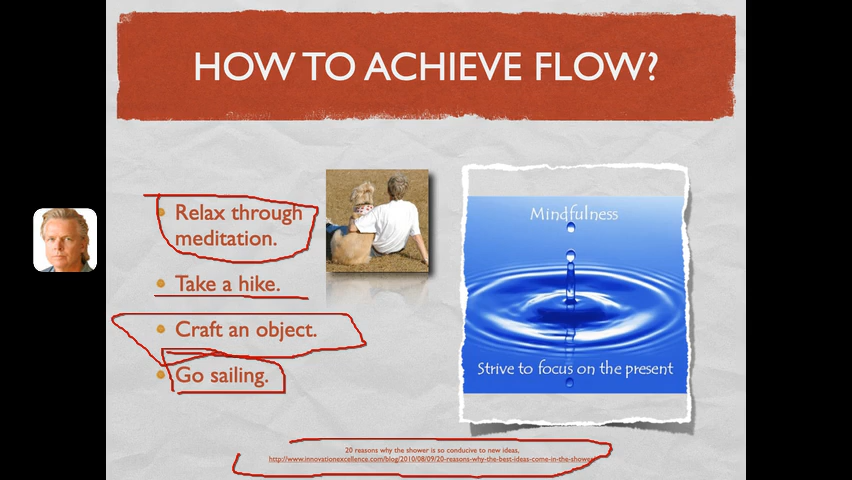 HOW TO ACHIEVE FLOW?
Relax through
meditation.
Take a hike.
Craft an object.
Go sailing.
Mindfulness
Strive to focus on the present
20 reasons why the shower is so conducive to new ideas,
http://www.innovationexcellence.com/blog/2010/08/09/20-reasons-why-the-best-ideas-come-in-the-shower/